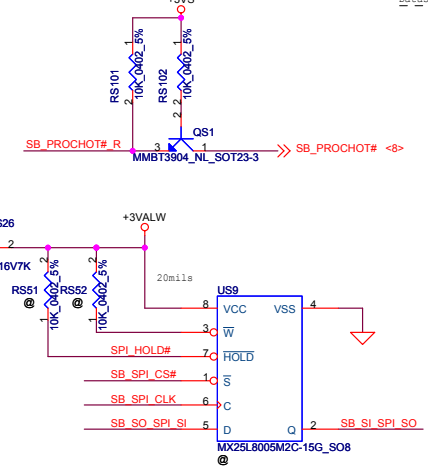 +3VS
RS101
10K_0402_5%
RS102
10K_0402_5%
1
2
1
2
2
QS1
SB_PROCHOT#_R
3
1
SB_PROCHOT# <8>
MMBT3904_NL_SOT23-3
+3VALW
2
16V7K
RS51
@
10K_0402_5%
2
1
RS52
@
10K_0402_5%
2
1
20mils
US9
8 VCC
VSS 4
3 W
SPI_HOLD# 7 HOLD
SB_SPI_CS# 1 S
SB_SPI_CLK 6 C
SB_SO_SPI_SI 5 D
Q 2 SB_SI_SPI_SO
MX25L8005M2C-15G_SO8
@